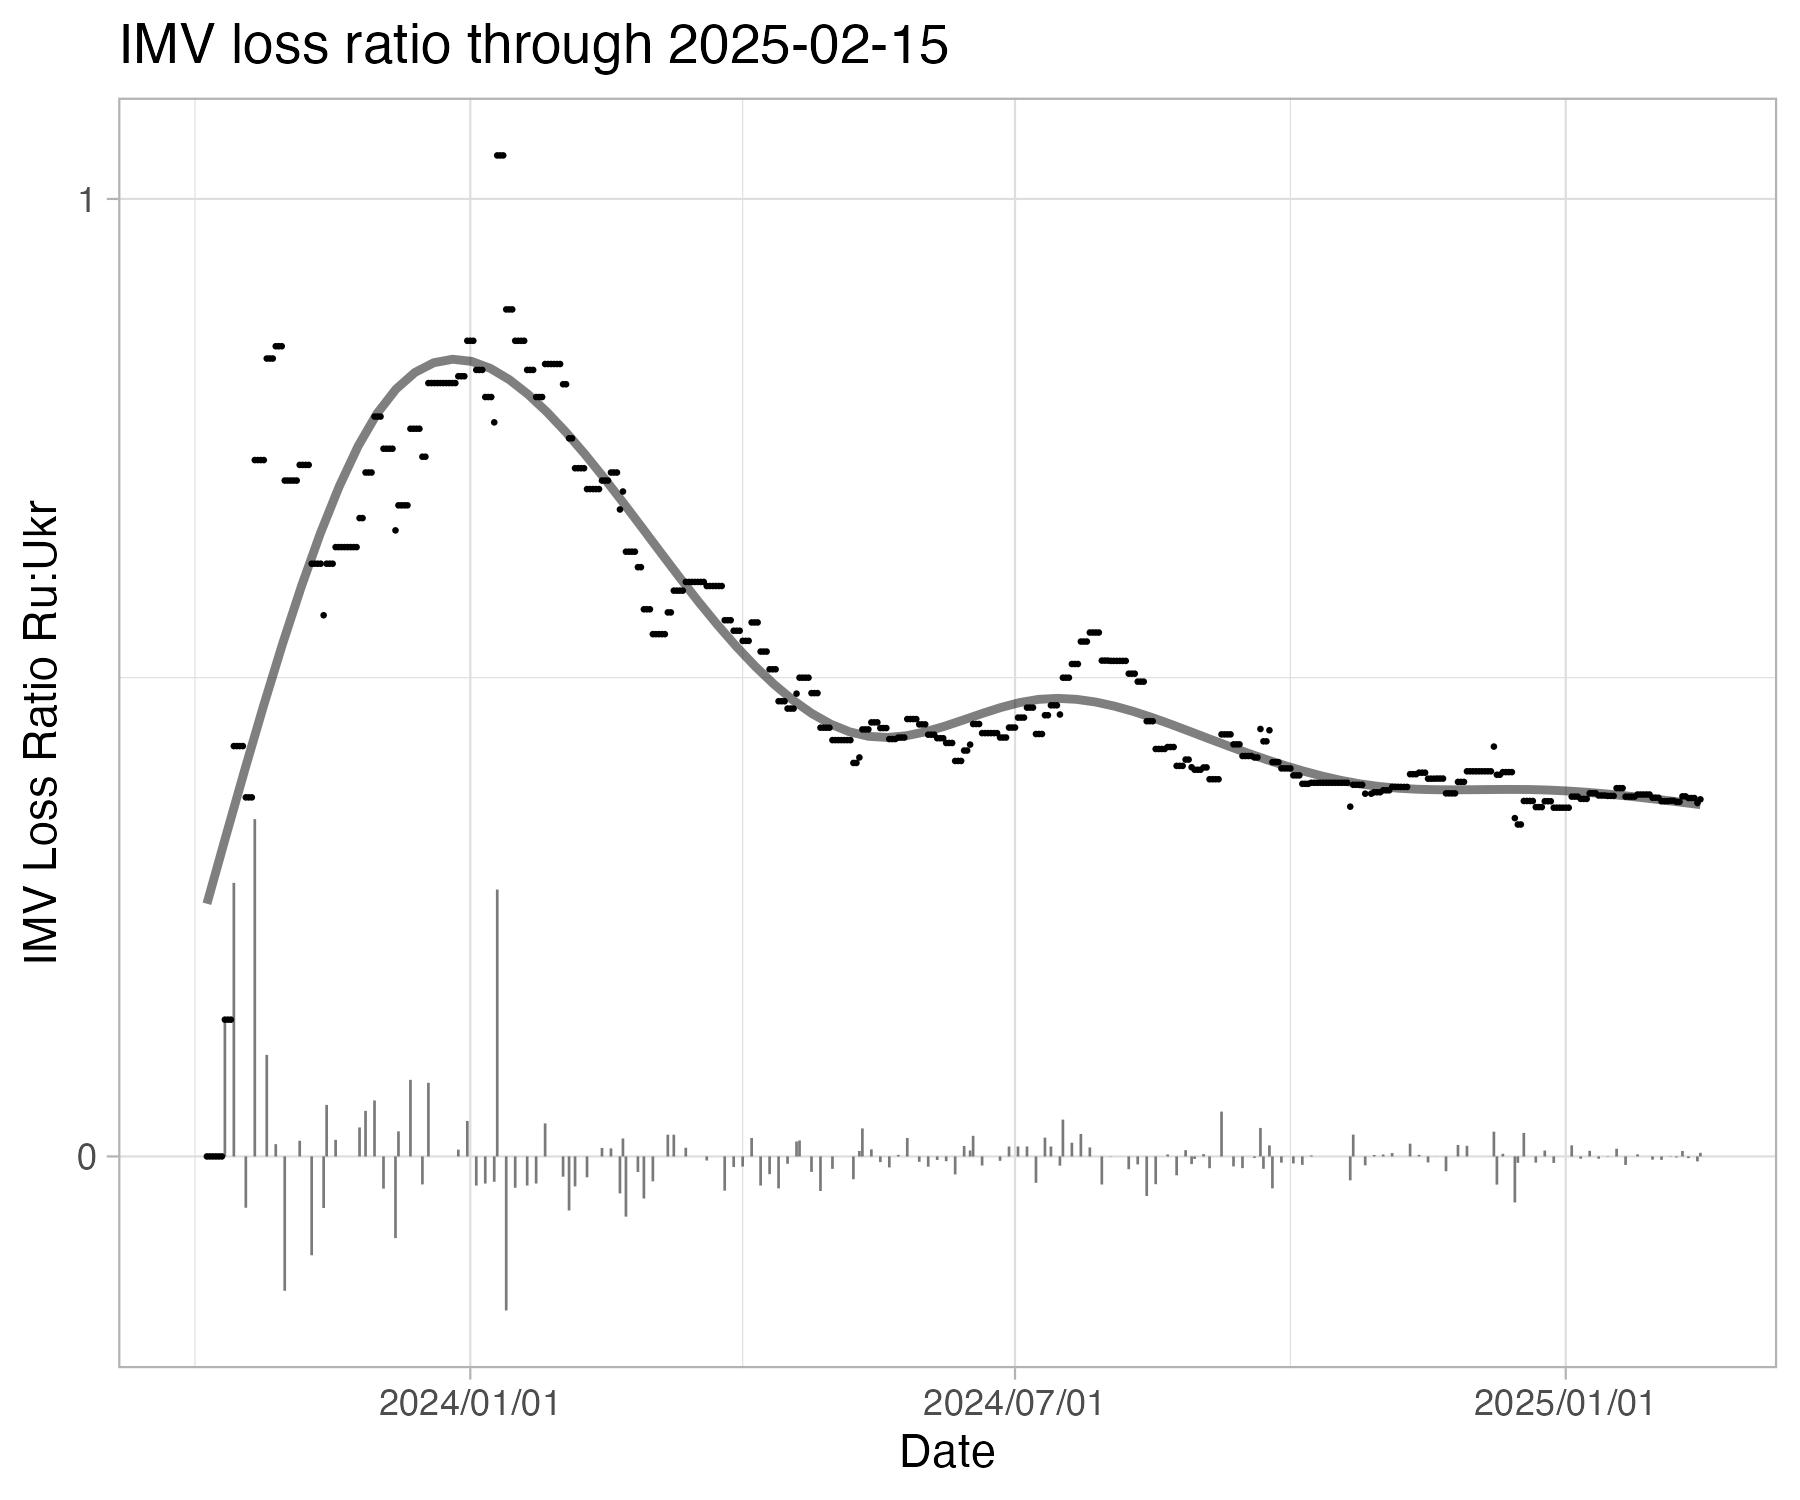 IMV loss ratio through 2025-02-15
IMV Loss Ratio Ru:Ukr
1
0
2024/01/01
2024/07/01
2025/01/01
Date